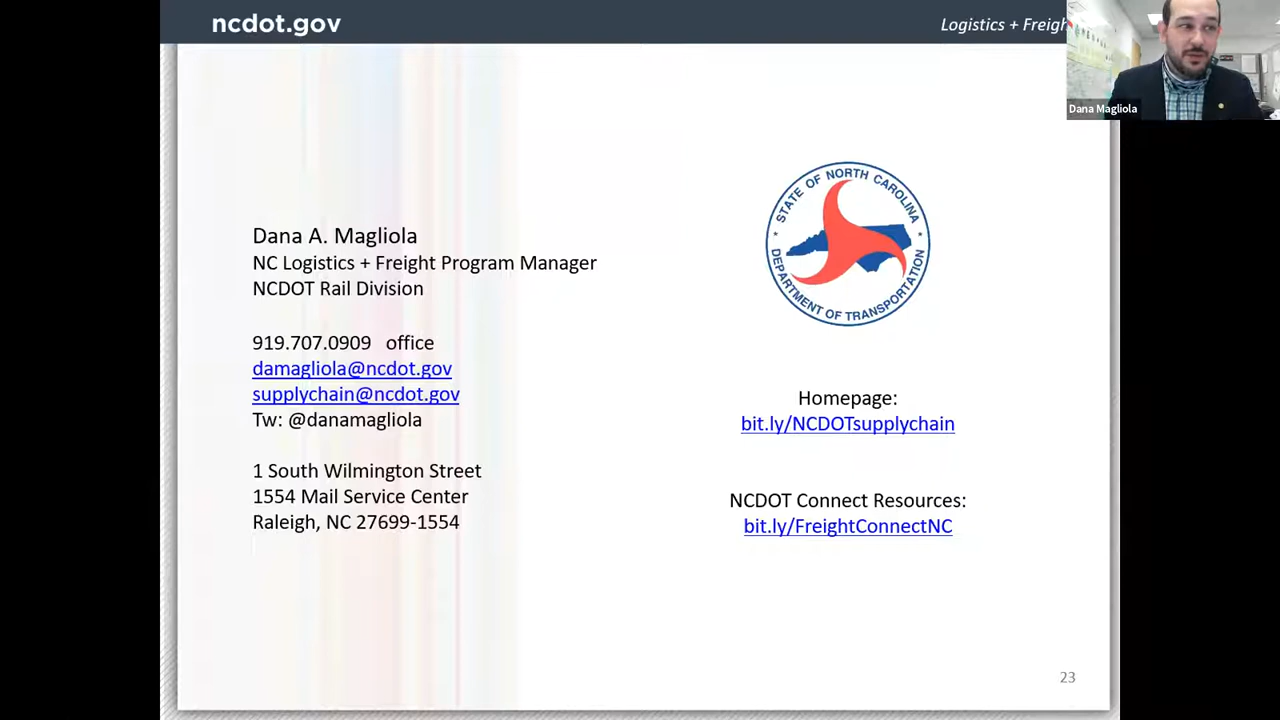 ncdot.gov
Logistics + Freigh
Dana Magliola
STATE OF NORTH CAROLINA
DEPARTMENT OF TRANSPORTATION
Dana A. Magliola
NC Logistics + Freight Program Manager
NCDOT Rail Division
919.707.0909 office
damagliola@ncdot.gov
supplychain@ncdot.gov
Tw: @danamagliola
1 South Wilmington Street
1554 Mail Service Center
Raleigh, NC 27699-1554
Homepage:
bit.ly/NCDOTsupplychain
NCDOT Connect Resources:
bit.ly/FreightConnectNC
23